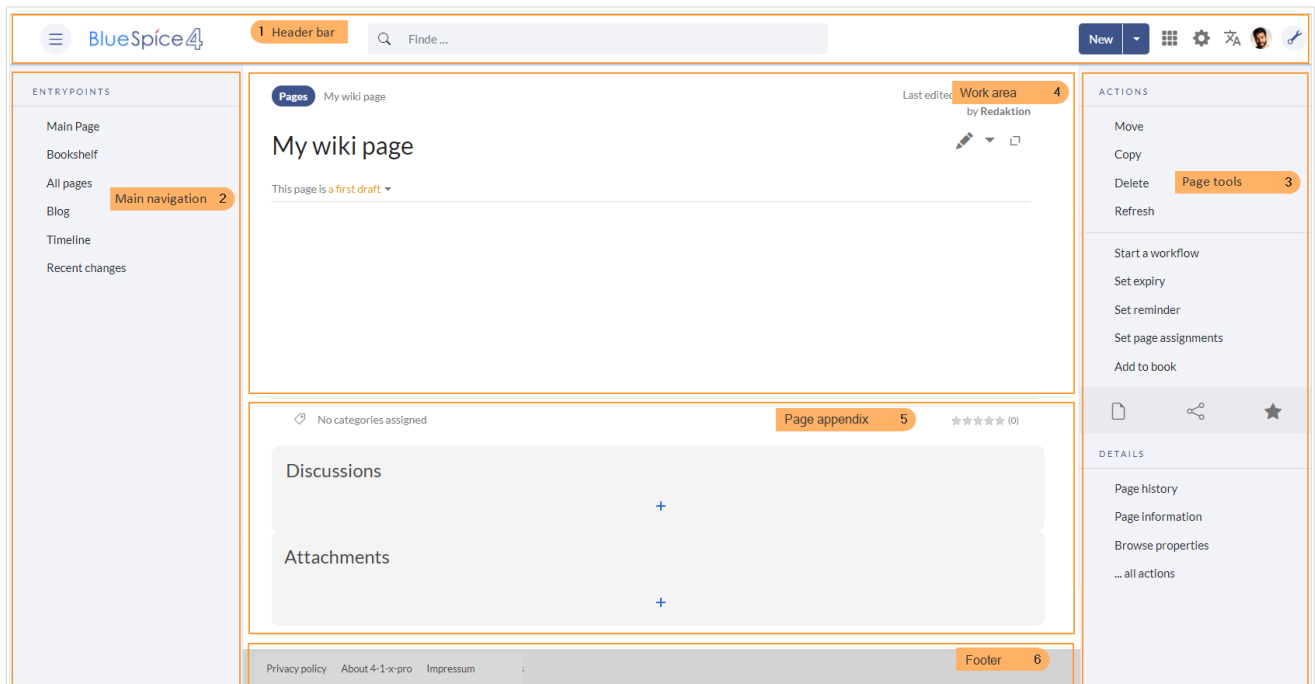 BlueSpice 4
1 Header bar
Finde ...
New
ENTRYPOINTS
Main Page
Bookshelf
All pages
Main navigation 2
Blog
Timeline
Recent changes
Pages My wiki page
Last edited
Work area 4
by Redaktion
My wiki page
This page is a first draft
No categories assigned
Page appendix 5
(0)
Discussions
+
Attachments
+
Privacy policy About 4-1-x-pro Impressum
Footer 6
ACTIONS
Move
Copy
Delete
Page tools 3
Refresh
Start a workflow
Set expiry
Set reminder
Set page assignments
Add to book
DETAILS
Page history
Page information
Browse properties
... all actions